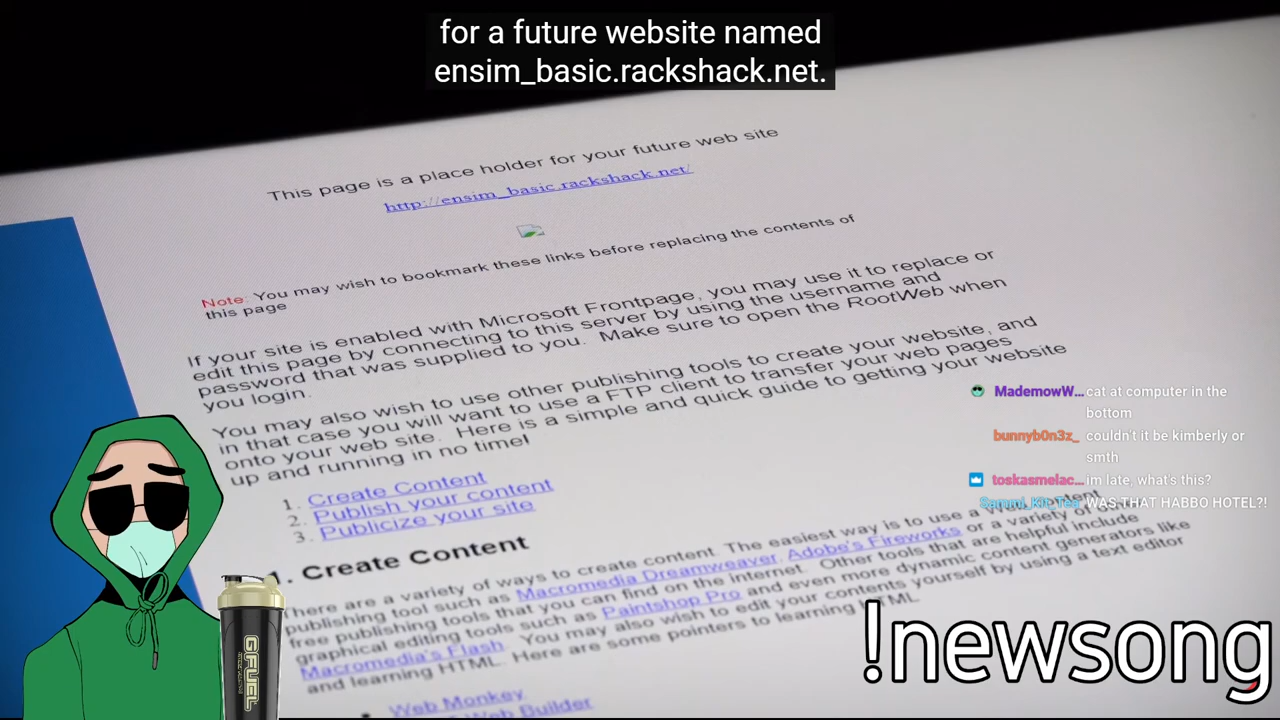 for a future website named
ensim_basic.rackshack.net.
This page is a place holder for your future web site
http://ensim_basic.rackshack.net/
Note: You may wish to bookmark these links before replacing the contents of
this page
If your site is enabled with Microsoft Frontpage, you may use it to replace or
edit this page by connecting to this server by using the username and
password that was supplied to you. Make sure to open the RootWeb when
you login.
You may also wish to use other publishing tools to create your website, and
in that case you will want to use a FTP client to transfer your web pages
onto your web site. Here is a simple and quick guide to getting your website
up and running in no time!
1. Create Content
2. Publish your content
3. Publicize your site
1. Create Content
There are a variety of ways to create content. The easiest way is to use a
publishing tool such as Macromedia Dreamweaver, Adobe's Fireworks or a variety
free publishing tools that you can find on the internet. Other tools that are helpful include
graphical editing tools such as Paintshop Pro and even more dynamic content generators like
Macromedia's Flash. You may also wish to edit your contents yourself by using a text editor
and learning HTML. Here are some pointers to learning HTML
Web Monkey
Web Builder
MademowW... cat at computer in the
bottom
bunnyb0n3z_ couldn't it be kimberly or
smth
toskasmelac... im late, what's this?
Sammi_Kit_Tea WAS THAT HABBO HOTEL?!
!newsong
GFUEL